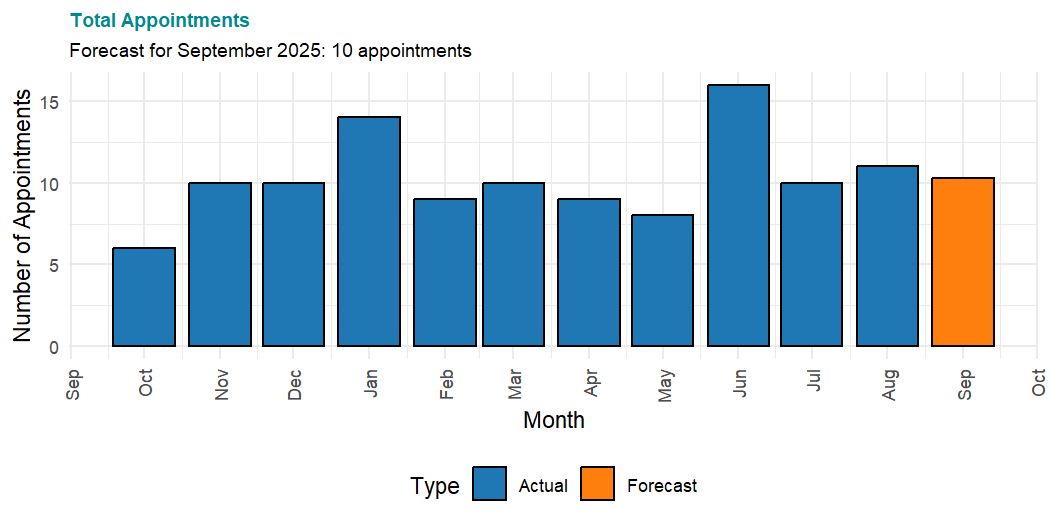 Total Appointments
Forecast for September 2025: 10 appointments
Number of Appointments
15
10
5
0
Sep Oct Nov Dec Jan Feb Mar Apr May Jun Jul Aug Sep Oct
Month
Type Actual Forecast